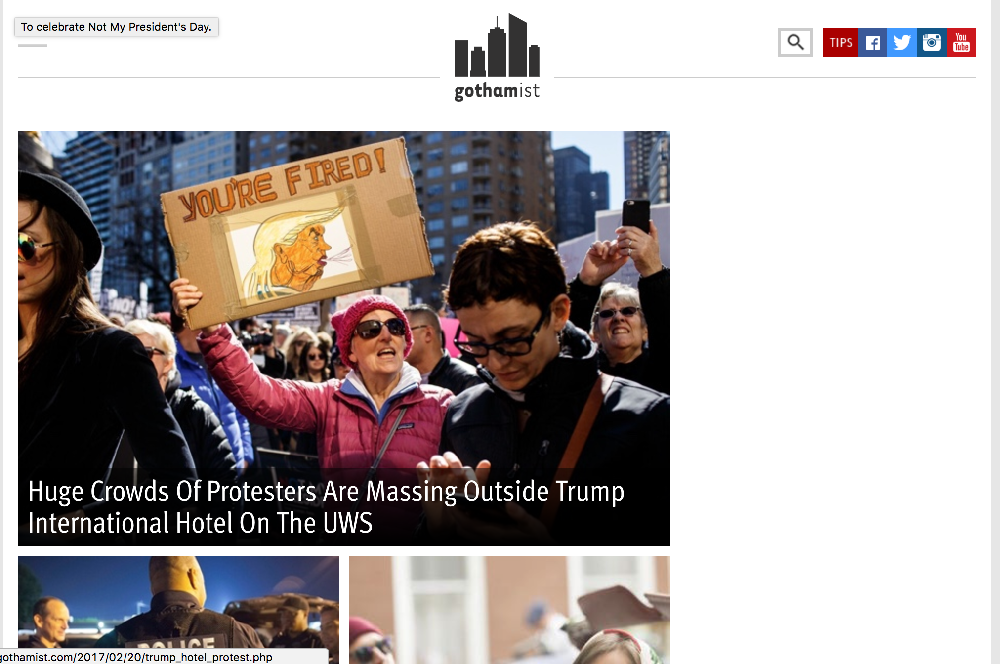 To celebrate Not My President's Day.
gothamist
TIPS
You
Tube
YOU'RE FIRED!
NO!
Huge Crowds Of Protesters Are Massing Outside Trump
International Hotel On The UWS
POLICE
gothamist.com/2017/02/20/trump_hotel_protest.php